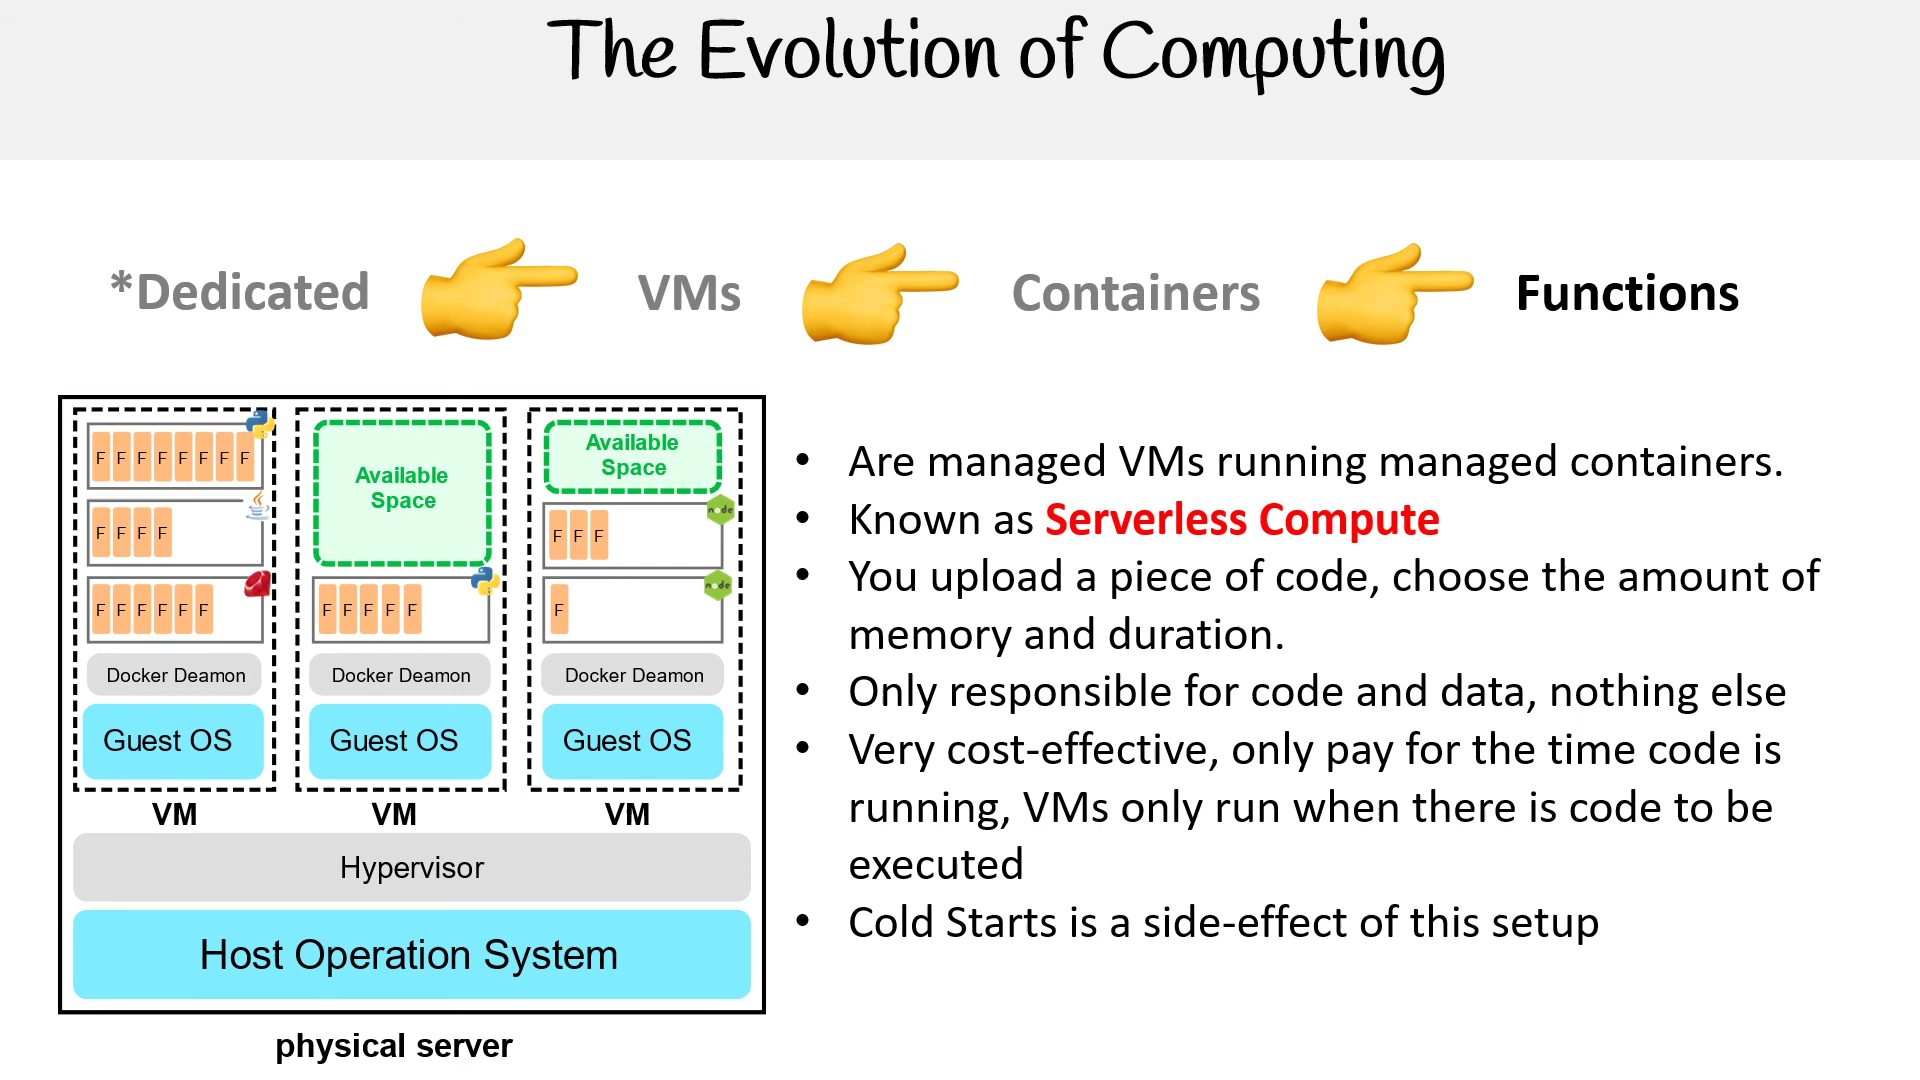 The Evolution of Computing
*Dedicated
VMs
Containers
Functions
F F F F F F F F
F F F F
F F F F F F
Docker Deamon
Guest OS
VM
Available
Space
F F F F F
Docker Deamon
Guest OS
VM
Available
Space
node
F F F
node
F
Docker Deamon
Guest OS
VM
Hypervisor
Host Operation System
physical server
• Are managed VMs running managed containers.
• Known as Serverless Compute
• You upload a piece of code, choose the amount of
memory and duration.
• Only responsible for code and data, nothing else
• Very cost-effective, only pay for the time code is
running, VMs only run when there is code to be
executed
• Cold Starts is a side-effect of this setup